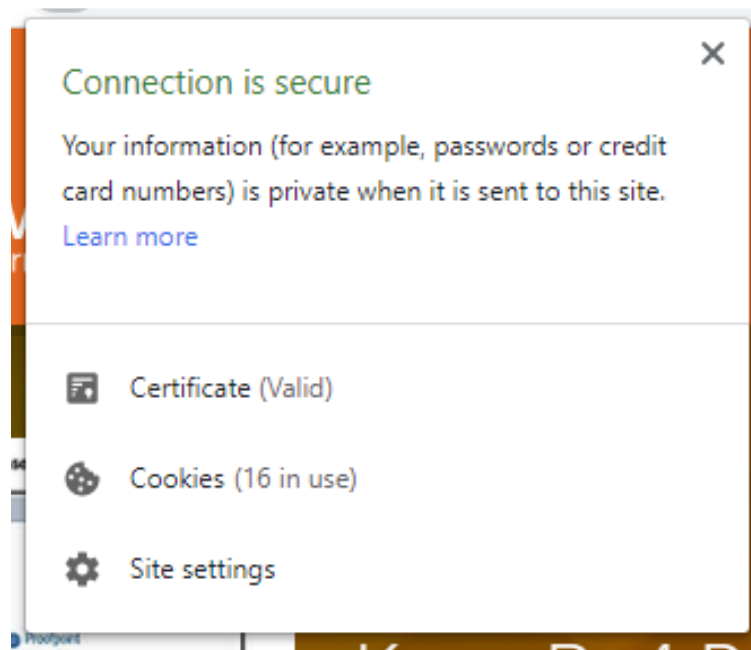 Connection is secure
Your information (for example, passwords or credit
card numbers) is private when it is sent to this site.
Learn more
Certificate (Valid)
Cookies (16 in use)
Site settings
Proofpoint